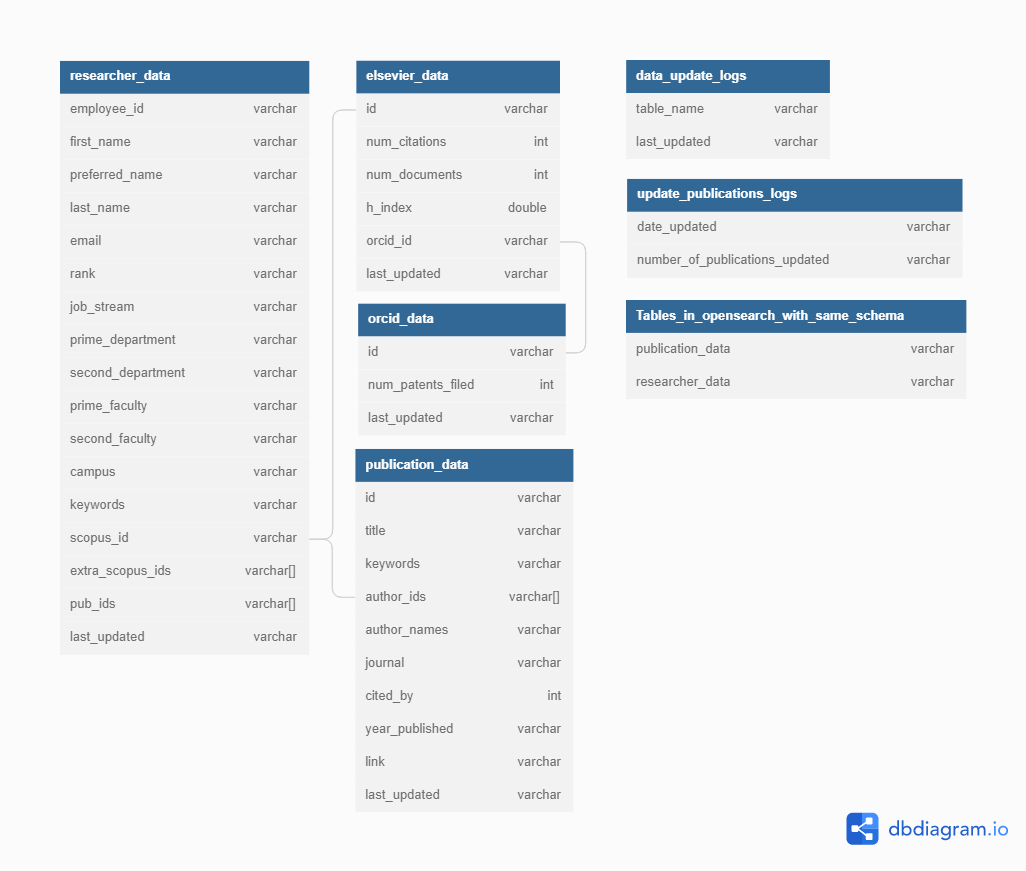 researcher_data
employee_id varchar
first_name varchar
preferred_name varchar
last_name varchar
email varchar
rank varchar
job_stream varchar
prime_department varchar
second_department varchar
prime_faculty varchar
second_faculty varchar
campus varchar
keywords varchar
scopus_id varchar
extra_scopus_ids varchar[]
pub_ids varchar[]
last_updated varchar
elsevier_data
id varchar
num_citations int
num_documents int
h_index double
orcid_id varchar
last_updated varchar
orcid_data
id varchar
num_patents_filed int
last_updated varchar
publication_data
id varchar
title varchar
keywords varchar
author_ids varchar[]
author_names varchar
journal varchar
cited_by int
year_published varchar
link varchar
last_updated varchar
data_update_logs
table_name varchar
last_updated varchar
update_publications_logs
date_updated varchar
number_of_publications_updated varchar
Tables_in_opensearch_with_same_schema
publication_data varchar
researcher_data varchar
dbdiagram.io